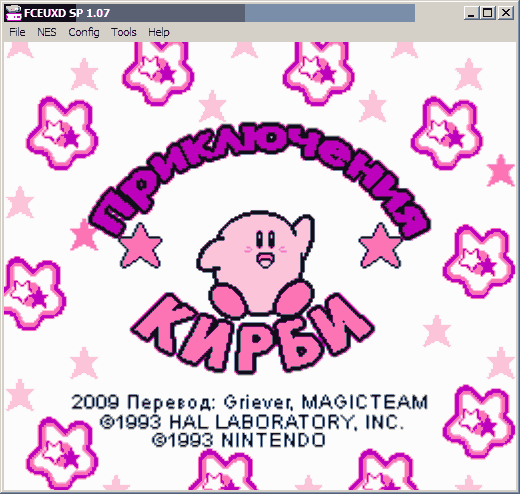 FCEUXD SP 1.07
File NES Config Tools Help
Приключения
КИРБИ
2009 Перевод: Griever, MAGICTEAM
©1993 HAL LABORATORY, INC.
©1993 NINTENDO